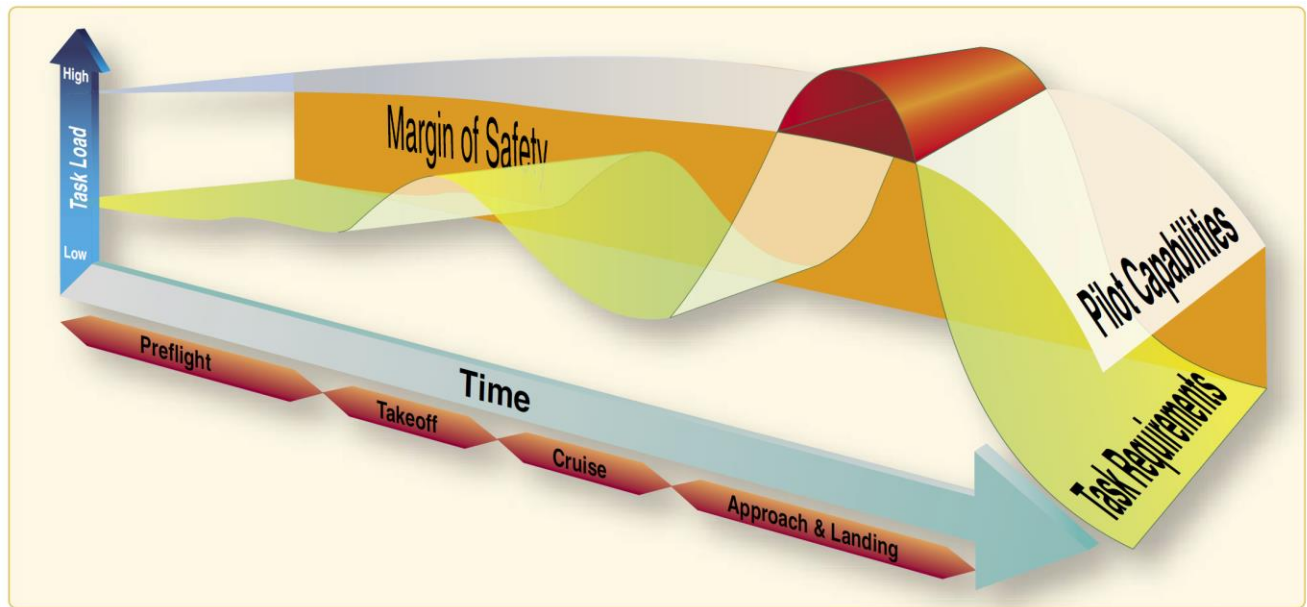 High
Task Load
Low
Margin of Safety
Pilot Capabilities
Task Requirements
Time
Preflight
Takeoff
Cruise
Approach & Landing